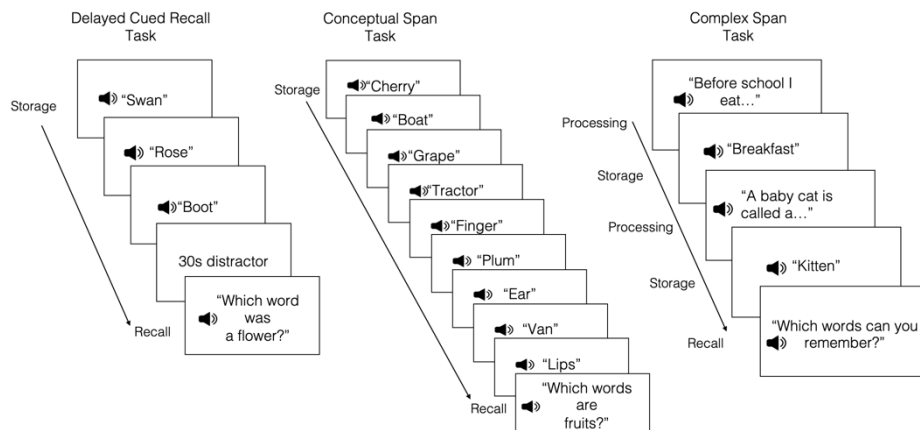 Delayed Cued Recall
Task
Storage
"Swan"
"Rose"
"Boot"
30s distractor
"Which word
was
a flower?"
Recall
Conceptual Span
Task
Storage
"Cherry"
"Boat"
"Grape"
"Tractor"
"Finger"
"Plum"
"Ear"
"Van"
"Lips"
"Which words
are
fruits?"
Recall
Complex Span
Task
"Before school I
eat…"
Processing
"Breakfast"
Storage
"A baby cat is
called a…"
Processing
"Kitten"
Storage
"Which words can you
remember?"
Recall